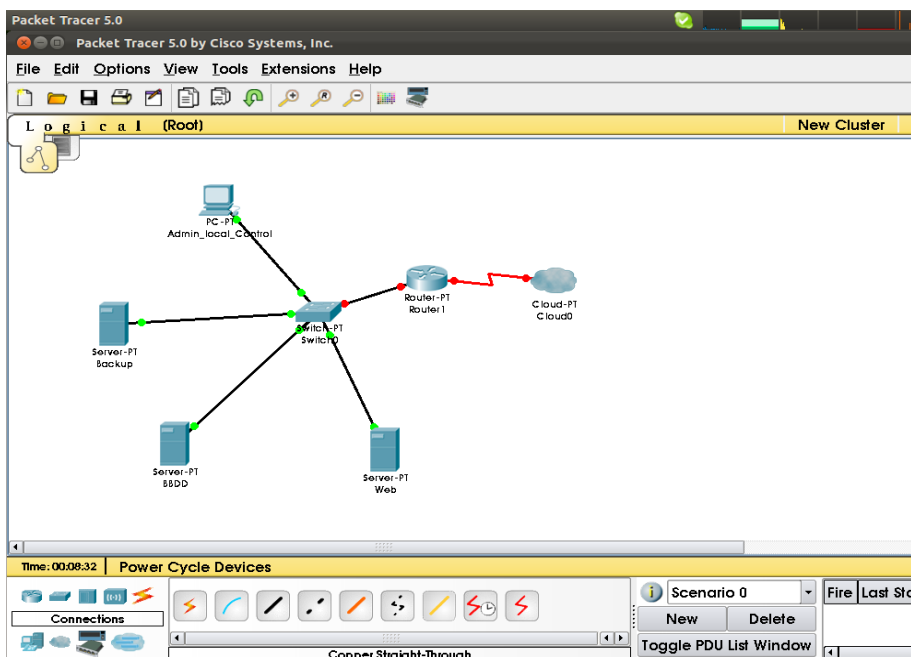 Packet Tracer 5.0
Packet Tracer 5.0 by Cisco Systems, Inc.
File Edit Options View Tools Extensions Help
Logical (Root) New Cluster
PC-PT
Admin_local_Control
Router-PT
Router1
Cloud-PT
Cloud0
Switch-PT
Switch0
Server-PT
Backup
Server-PT
BBDD
Server-PT
Web
Time: 00:08:32 Power Cycle Devices
Scenario 0 Fire Last Sta
Connections New Delete
Toggle PDU List Window
Copper Straight-Through